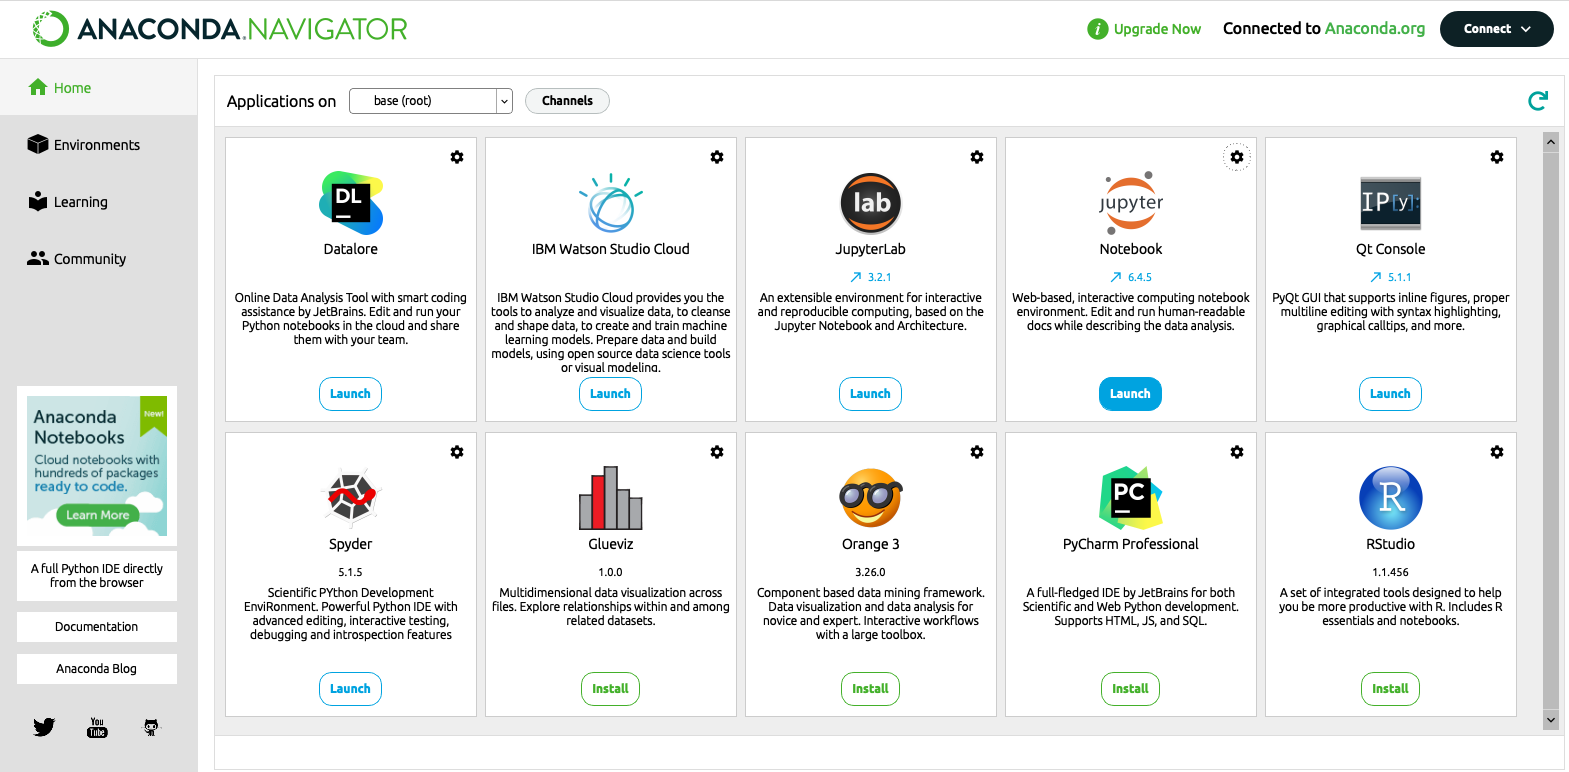 ANACONDA.NAVIGATOR
i Upgrade Now
Connected to Anaconda.org
Connect
Home
Environments
Learning
Community
Anaconda
Notebooks
New!
Cloud notebooks with
hundreds of packages
ready to code.
Learn More
A full Python IDE directly
from the browser
Documentation
Anaconda Blog
You
Tube
Applications on
base (root)
Channels
DL
Datalore
Online Data Analysis Tool with smart coding
assistance by JetBrains. Edit and run your
Python notebooks in the cloud and share
them with your team.
Launch
IBM Watson Studio Cloud
IBM Watson Studio Cloud provides you the
tools to analyze and visualize data, to cleanse
and shape data, to create and train machine
learning models. Prepare data and build
models, using open source data science tools
or visual modeling.
Launch
lab
JupyterLab
3.2.1
An extensible environment for interactive
and reproducible computing, based on the
Jupyter Notebook and Architecture.
Launch
jupyter
Notebook
6.4.5
Web-based, interactive computing notebook
environment. Edit and run human-readable
docs while describing the data analysis.
Launch
IP[y]:
Qt Console
5.1.1
PyQt GUI that supports inline figures, proper
multiline editing with syntax highlighting,
graphical calltips, and more.
Launch
Spyder
5.1.5
Scientific PYthon Development
EnviRonment. Powerful Python IDE with
advanced editing, interactive testing,
debugging and introspection features
Launch
Glueviz
1.0.0
Multidimensional data visualization across
files. Explore relationships within and among
related datasets.
Install
Orange 3
3.26.0
Component based data mining framework.
Data visualization and data analysis for
novice and expert. Interactive workflows
with a large toolbox.
Install
PC
PyCharm Professional
A full-fledged IDE by JetBrains for both
Scientific and Web Python development.
Supports HTML, JS, and SQL.
Install
R
RStudio
1.1.456
A set of integrated tools designed to help
you be more productive with R. Includes R
essentials and notebooks.
Install